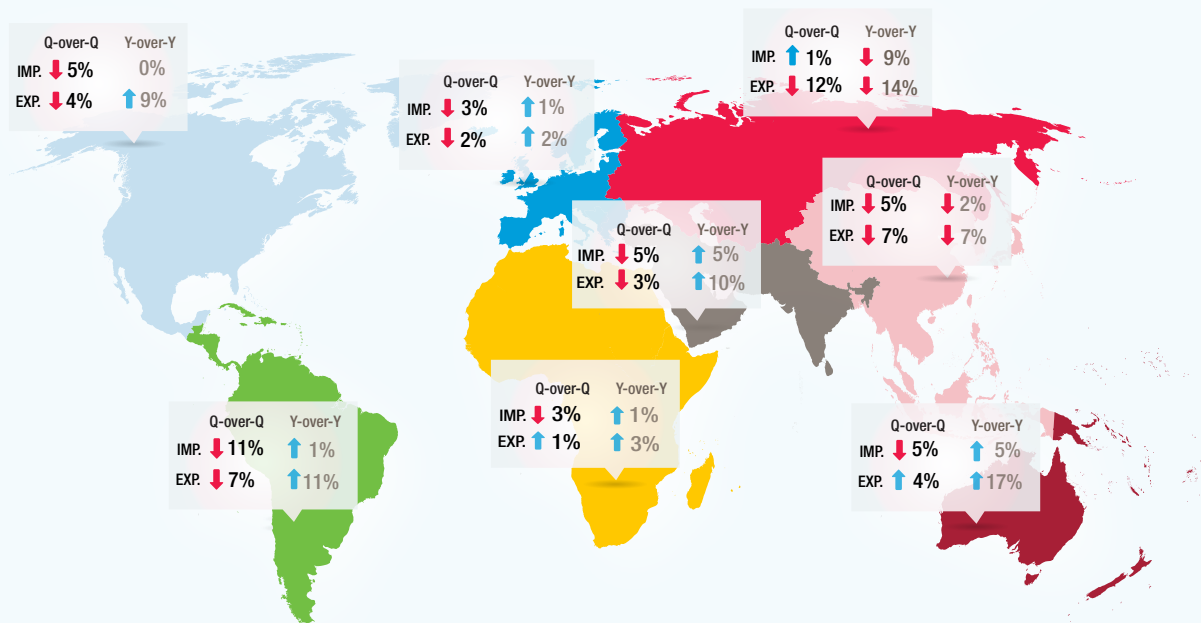 Q-over-Q Y-over-Y
IMP. 5% 0%
EXP. 4% 9%
Q-over-Q Y-over-Y
IMP. 3% 1%
EXP. 2% 2%
Q-over-Q Y-over-Y
IMP. 1% 9%
EXP. 12% 14%
Q-over-Q Y-over-Y
IMP. 5% 2%
EXP. 7% 7%
Q-over-Q Y-over-Y
IMP. 5% 5%
EXP. 3% 10%
Q-over-Q Y-over-Y
IMP. 3% 1%
EXP. 1% 3%
Q-over-Q Y-over-Y
IMP. 11% 1%
EXP. 7% 11%
Q-over-Q Y-over-Y
IMP. 5% 5%
EXP. 4% 17%